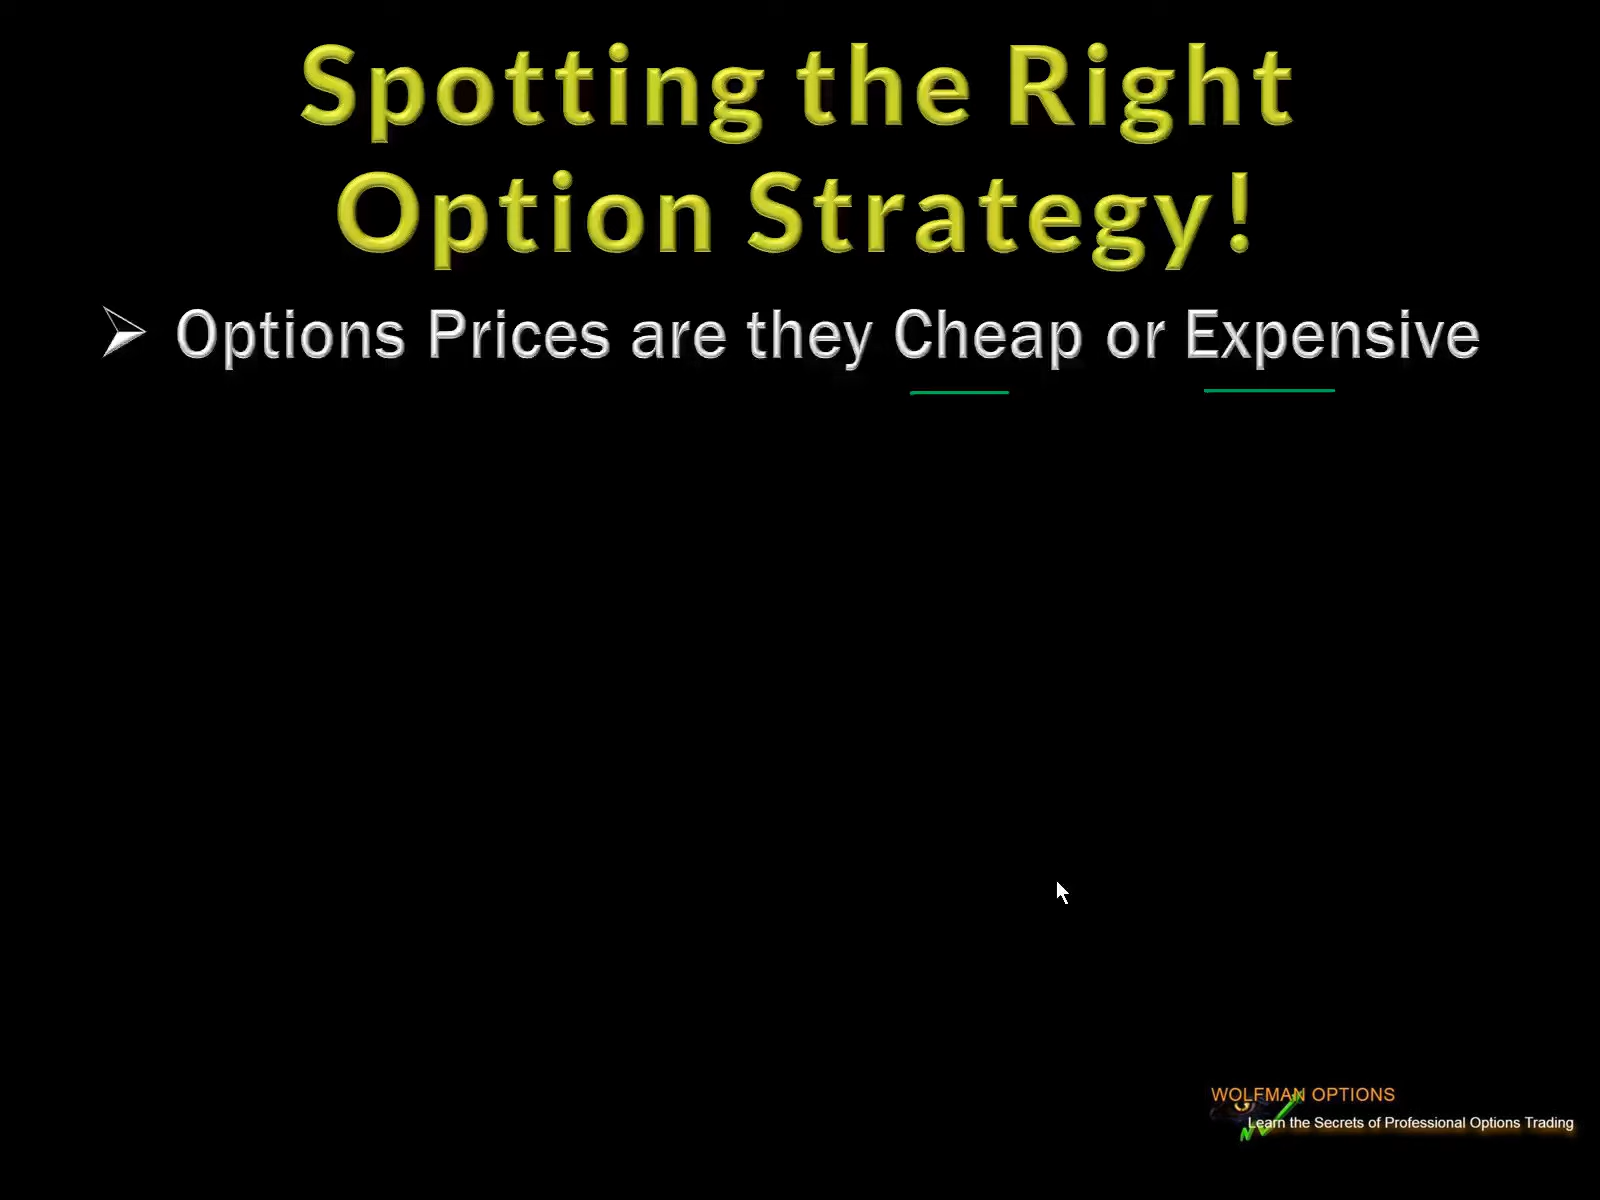 Spotting the Right
Option Strategy!
Options Prices are they Cheap or Expensive
WOLFMAN OPTIONS
Learn the Secrets of Professional Options Trading